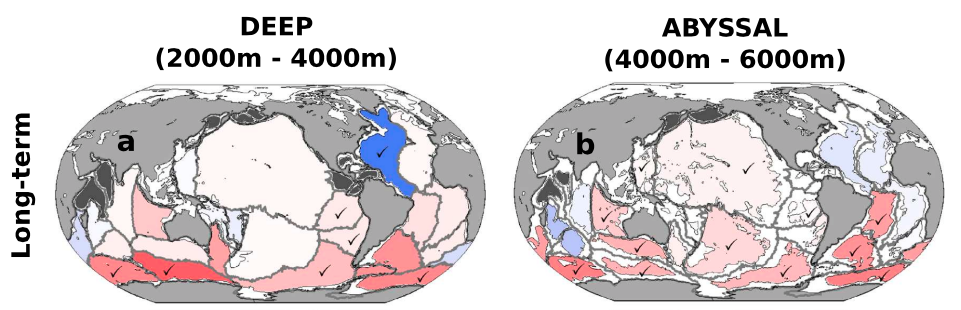 DEEP
(2000m - 4000m)
ABYSSAL
(4000m - 6000m)
Long-term
a
b